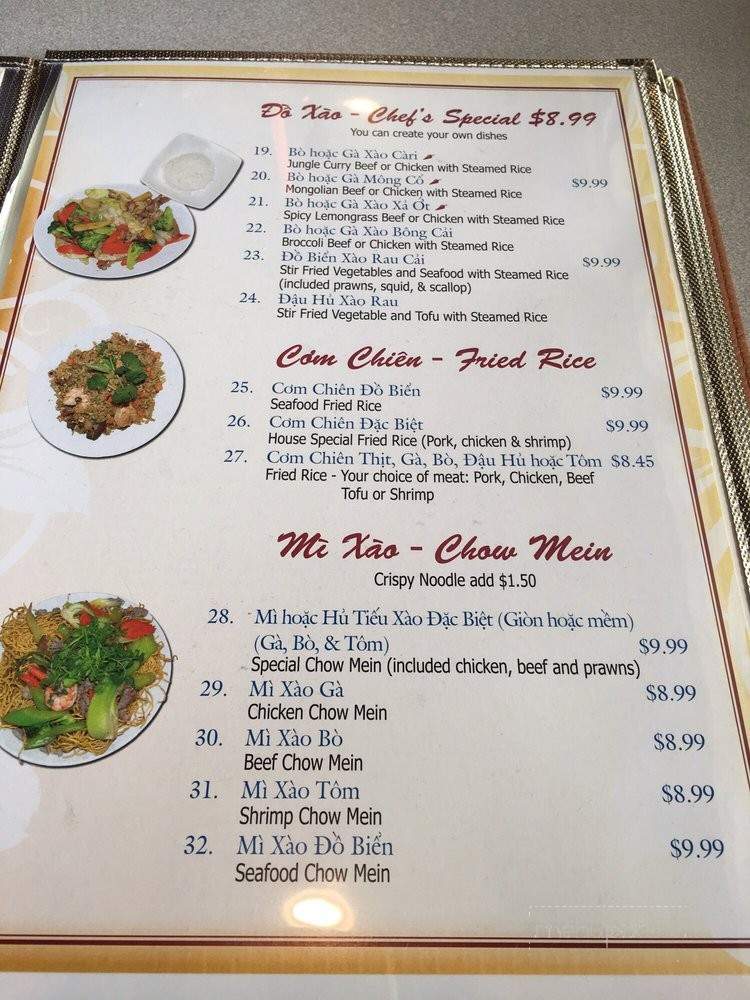 Đồ Xào - Chef's Special $8.99
You can create your own dishes
19. Bò hoặc Gà Xào Càri
Jungle Curry Beef or Chicken with Steamed Rice
20. Bò hoặc Gà Mông Cổ $9.99
Mongolian Beef or Chicken with Steamed Rice
21. Bò hoặc Gà Xào Xả Ớt
Spicy Lemongrass Beef or Chicken with Steamed Rice
22. Bò hoặc Gà Xào Bông Cải
Broccoli Beef or Chicken with Steamed Rice
23. Đồ Biển Xào Rau Cải $9.99
Stir Fried Vegetables and Seafood with Steamed Rice
(included prawns, squid, & scallop)
24. Đậu Hủ Xào Rau
Stir Fried Vegetable and Tofu with Steamed Rice
Cơm Chiên - Fried Rice
25. Cơm Chiên Đồ Biển $9.99
Seafood Fried Rice
26. Cơm Chiên Đặc Biệt $9.99
House Special Fried Rice (Pork, chicken & shrimp)
27. Cơm Chiên Thịt, Gà, Bò, Đậu Hủ hoặc Tôm $8.45
Fried Rice - Your choice of meat: Pork, Chicken, Beef
Tofu or Shrimp
Mì Xào - Chow Mein
Crispy Noodle add $1.50
28. Mì hoặc Hủ Tiếu Xào Đặc Biệt (Giòn hoặc mềm)
(Gà, Bò, & Tôm) $9.99
Special Chow Mein (included chicken, beef and prawns)
29. Mì Xào Gà $8.99
Chicken Chow Mein
30. Mì Xào Bò $8.99
Beef Chow Mein
31. Mì Xào Tôm $8.99
Shrimp Chow Mein
32. Mì Xào Đồ Biển $9.99
Seafood Chow Mein